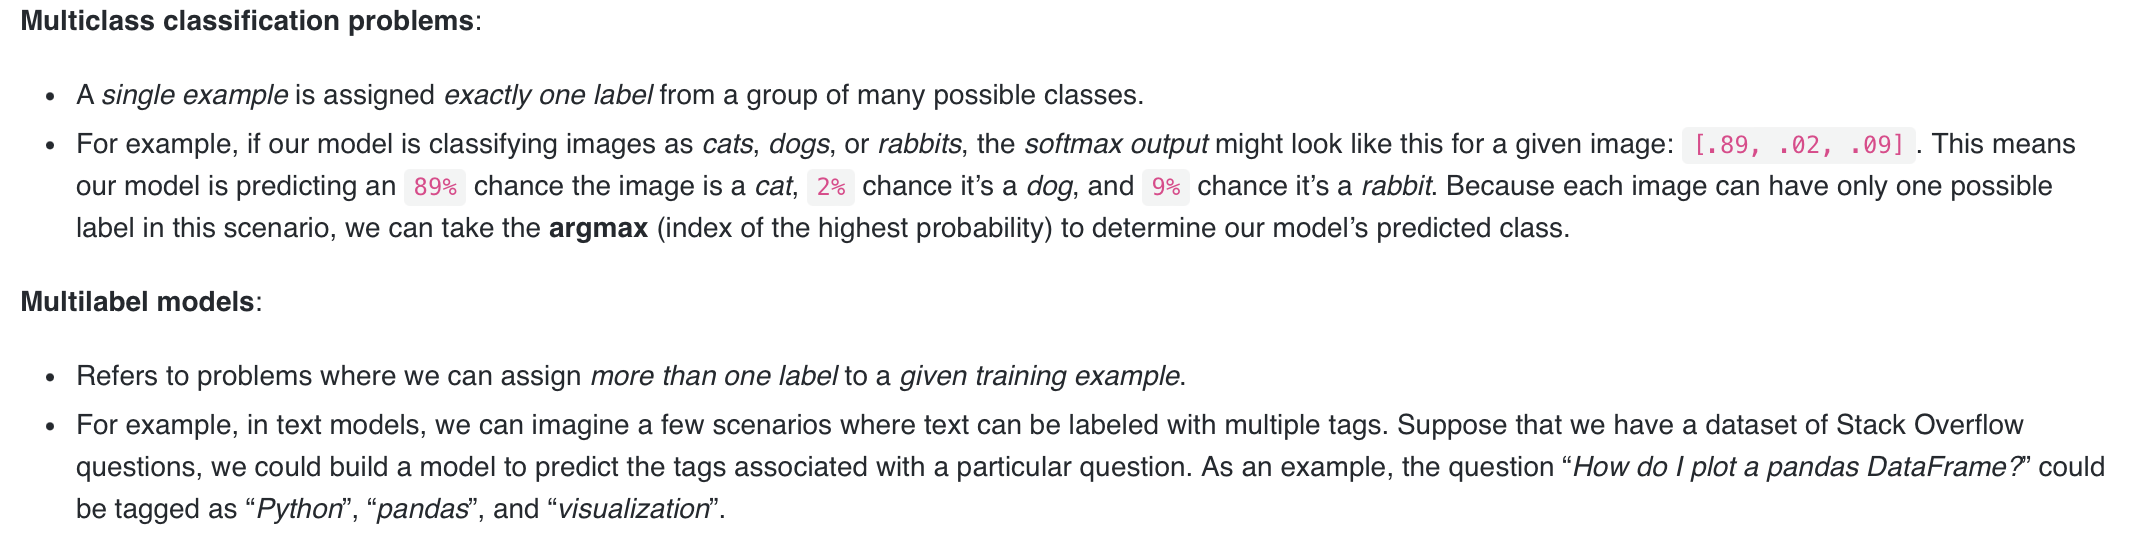 Multiclass classification problems:
• A single example is assigned exactly one label from a group of many possible classes.
• For example, if our model is classifying images as cats, dogs, or rabbits, the softmax output might look like this for a given image: [.89, .02, .09] . This means
our model is predicting an 89% chance the image is a cat, 2% chance it’s a dog, and 9% chance it’s a rabbit. Because each image can have only one possible
label in this scenario, we can take the argmax (index of the highest probability) to determine our model’s predicted class.
Multilabel models:
• Refers to problems where we can assign more than one label to a given training example.
• For example, in text models, we can imagine a few scenarios where text can be labeled with multiple tags. Suppose that we have a dataset of Stack Overflow
questions, we could build a model to predict the tags associated with a particular question. As an example, the question “How do I plot a pandas DataFrame?” could
be tagged as “Python”, “pandas”, and “visualization”.